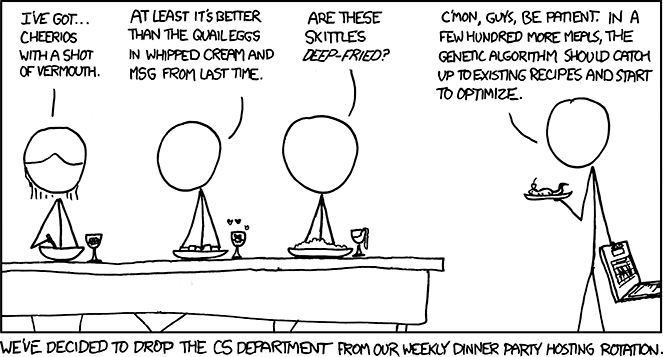 I'VE GOT...
CHEERIOS
WITH A SHOT
OF VERMOUTH.
AT LEAST IT'S BETTER
THAN THE QUAIL EGGS
IN WHIPPED CREAM AND
MSG FROM LAST TIME.
ARE THESE
SKITTLES
DEEP-FRIED?
C'MON, GUYS, BE PATIENT. IN A
FEW HUNDRED MORE MEALS, THE
GENETIC ALGORITHM SHOULD CATCH
UP TO EXISTING RECIPES AND START
TO OPTIMIZE.
WE'VE DECIDED TO DROP THE CS DEPARTMENT FROM OUR WEEKLY DINNER PARTY HOSTING ROTATION.